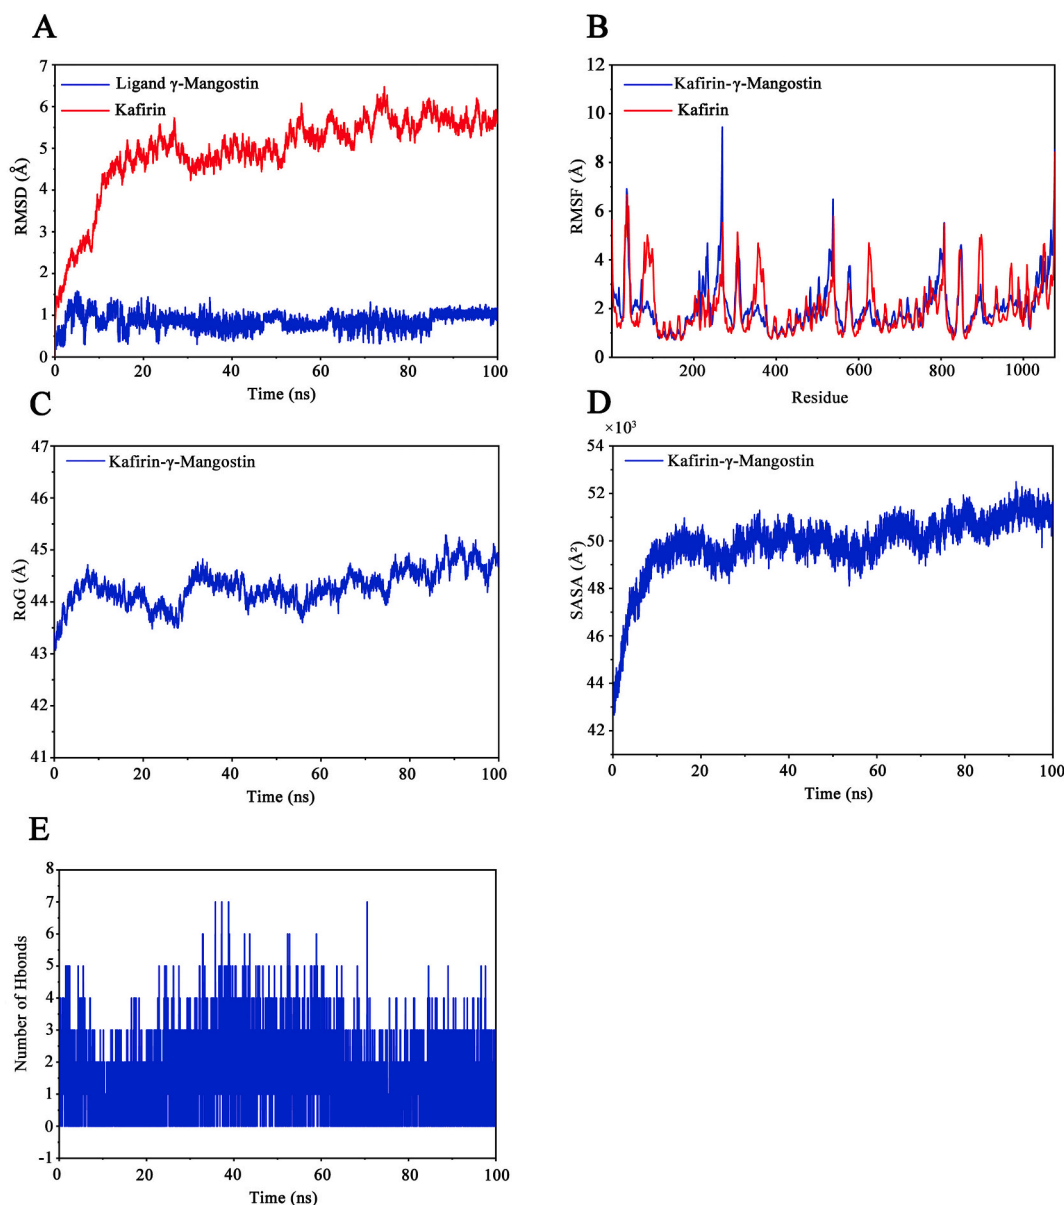 A
7
6
5
4
3
2
1
0
RMSD (Å)
Ligand γ-Mangostin
Kafirin
0 20 40 60 80 100
Time (ns)
B
12
10
8
6
4
2
0
RMSF (Å)
Kafirin-γ-Mangostin
Kafirin
200 400 600 800 1000
Residue
C
47
46
45
44
43
42
41
RoG (Å)
Kafirin-γ-Mangostin
0 20 40 60 80 100
Time (ns)
D
×10³
54
52
50
48
46
44
42
SASA (Å²)
Kafirin-γ-Mangostin
0 20 40 60 80 100
Time (ns)
E
8
7
6
5
4
3
2
1
0
-1
Number of Hbonds
0 20 40 60 80 100
Time (ns)